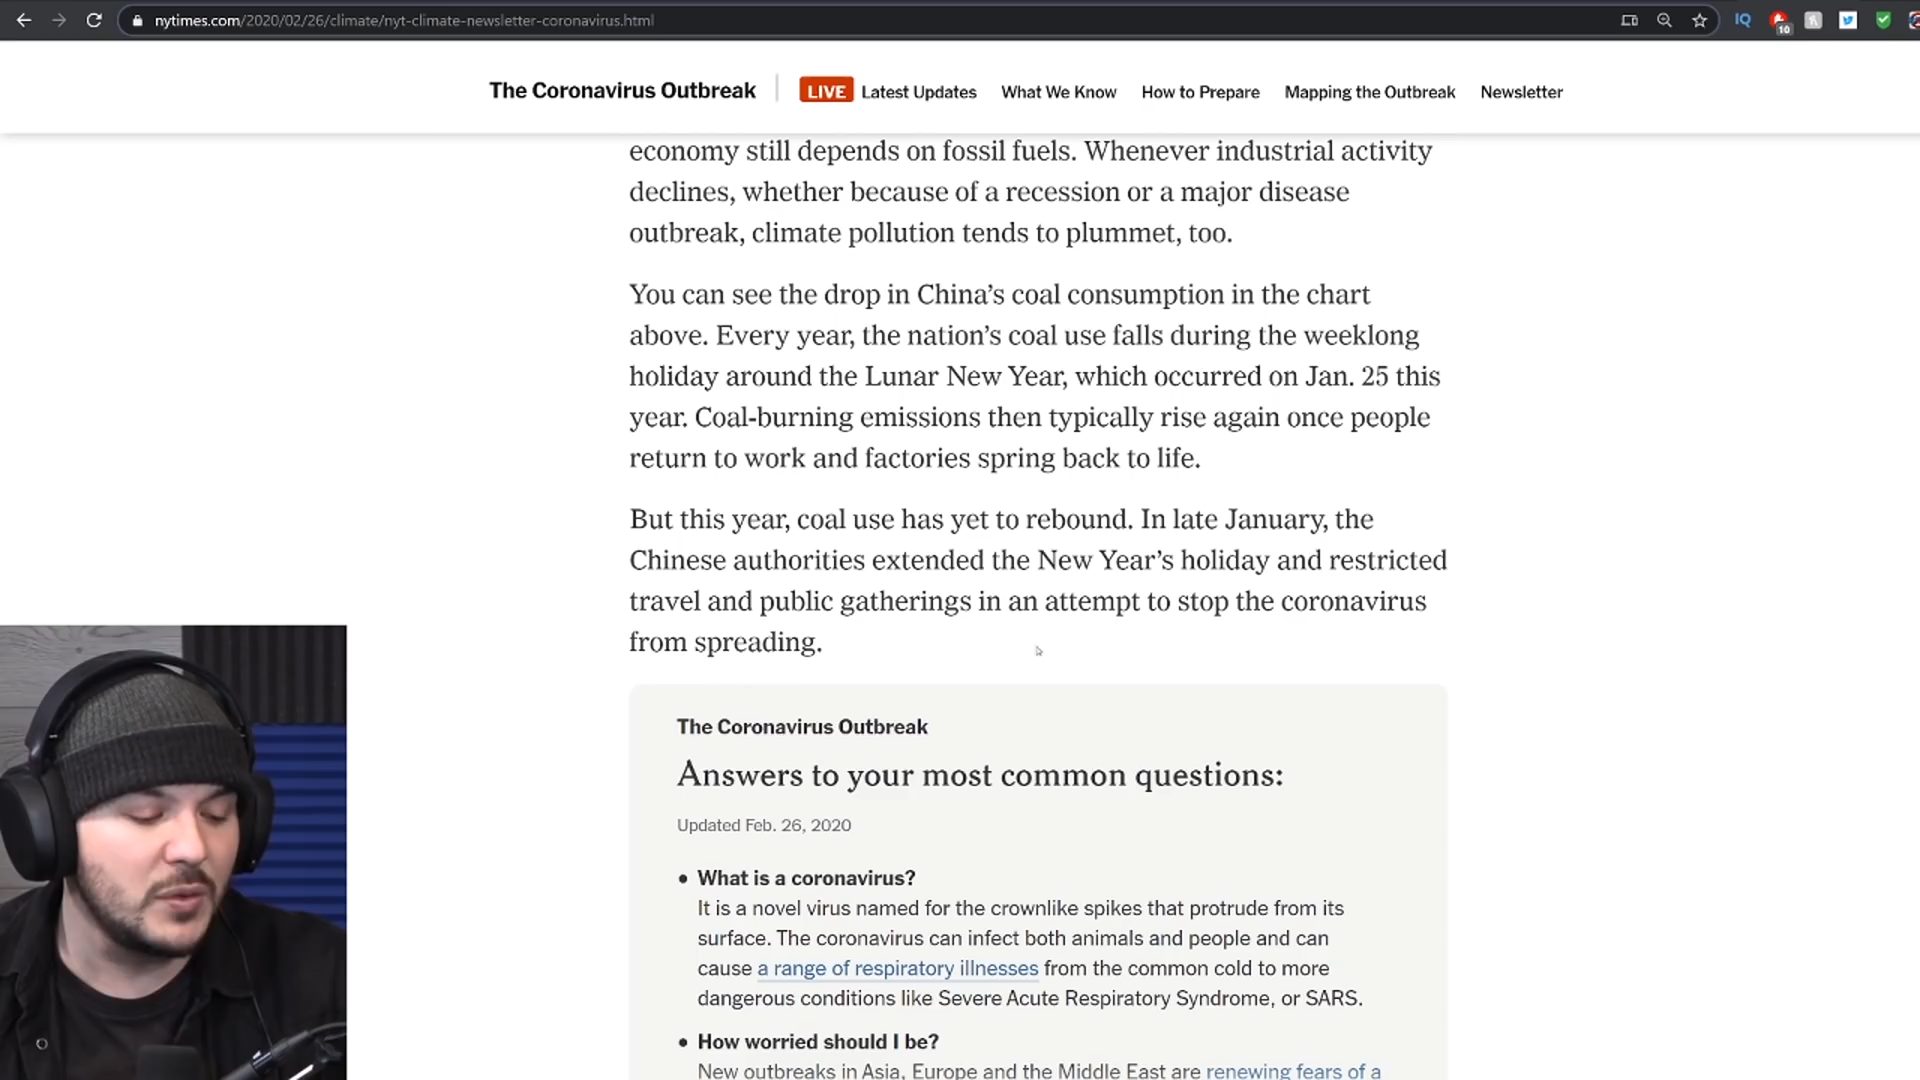 nytimes.com/2020/02/26/climate/nyt-climate-newsletter-coronavirus.html
IQ
10
The Coronavirus Outbreak
LIVE Latest Updates What We Know How to Prepare Mapping the Outbreak Newsletter
economy still depends on fossil fuels. Whenever industrial activity
declines, whether because of a recession or a major disease
outbreak, climate pollution tends to plummet, too.
You can see the drop in China’s coal consumption in the chart
above. Every year, the nation’s coal use falls during the weeklong
holiday around the Lunar New Year, which occurred on Jan. 25 this
year. Coal-burning emissions then typically rise again once people
return to work and factories spring back to life.
But this year, coal use has yet to rebound. In late January, the
Chinese authorities extended the New Year’s holiday and restricted
travel and public gatherings in an attempt to stop the coronavirus
from spreading.
The Coronavirus Outbreak
Answers to your most common questions:
Updated Feb. 26, 2020
• What is a coronavirus?
It is a novel virus named for the crownlike spikes that protrude from its
surface. The coronavirus can infect both animals and people and can
cause a range of respiratory illnesses from the common cold to more
dangerous conditions like Severe Acute Respiratory Syndrome, or SARS.
• How worried should I be?
New outbreaks in Asia, Europe and the Middle East are renewing fears of a